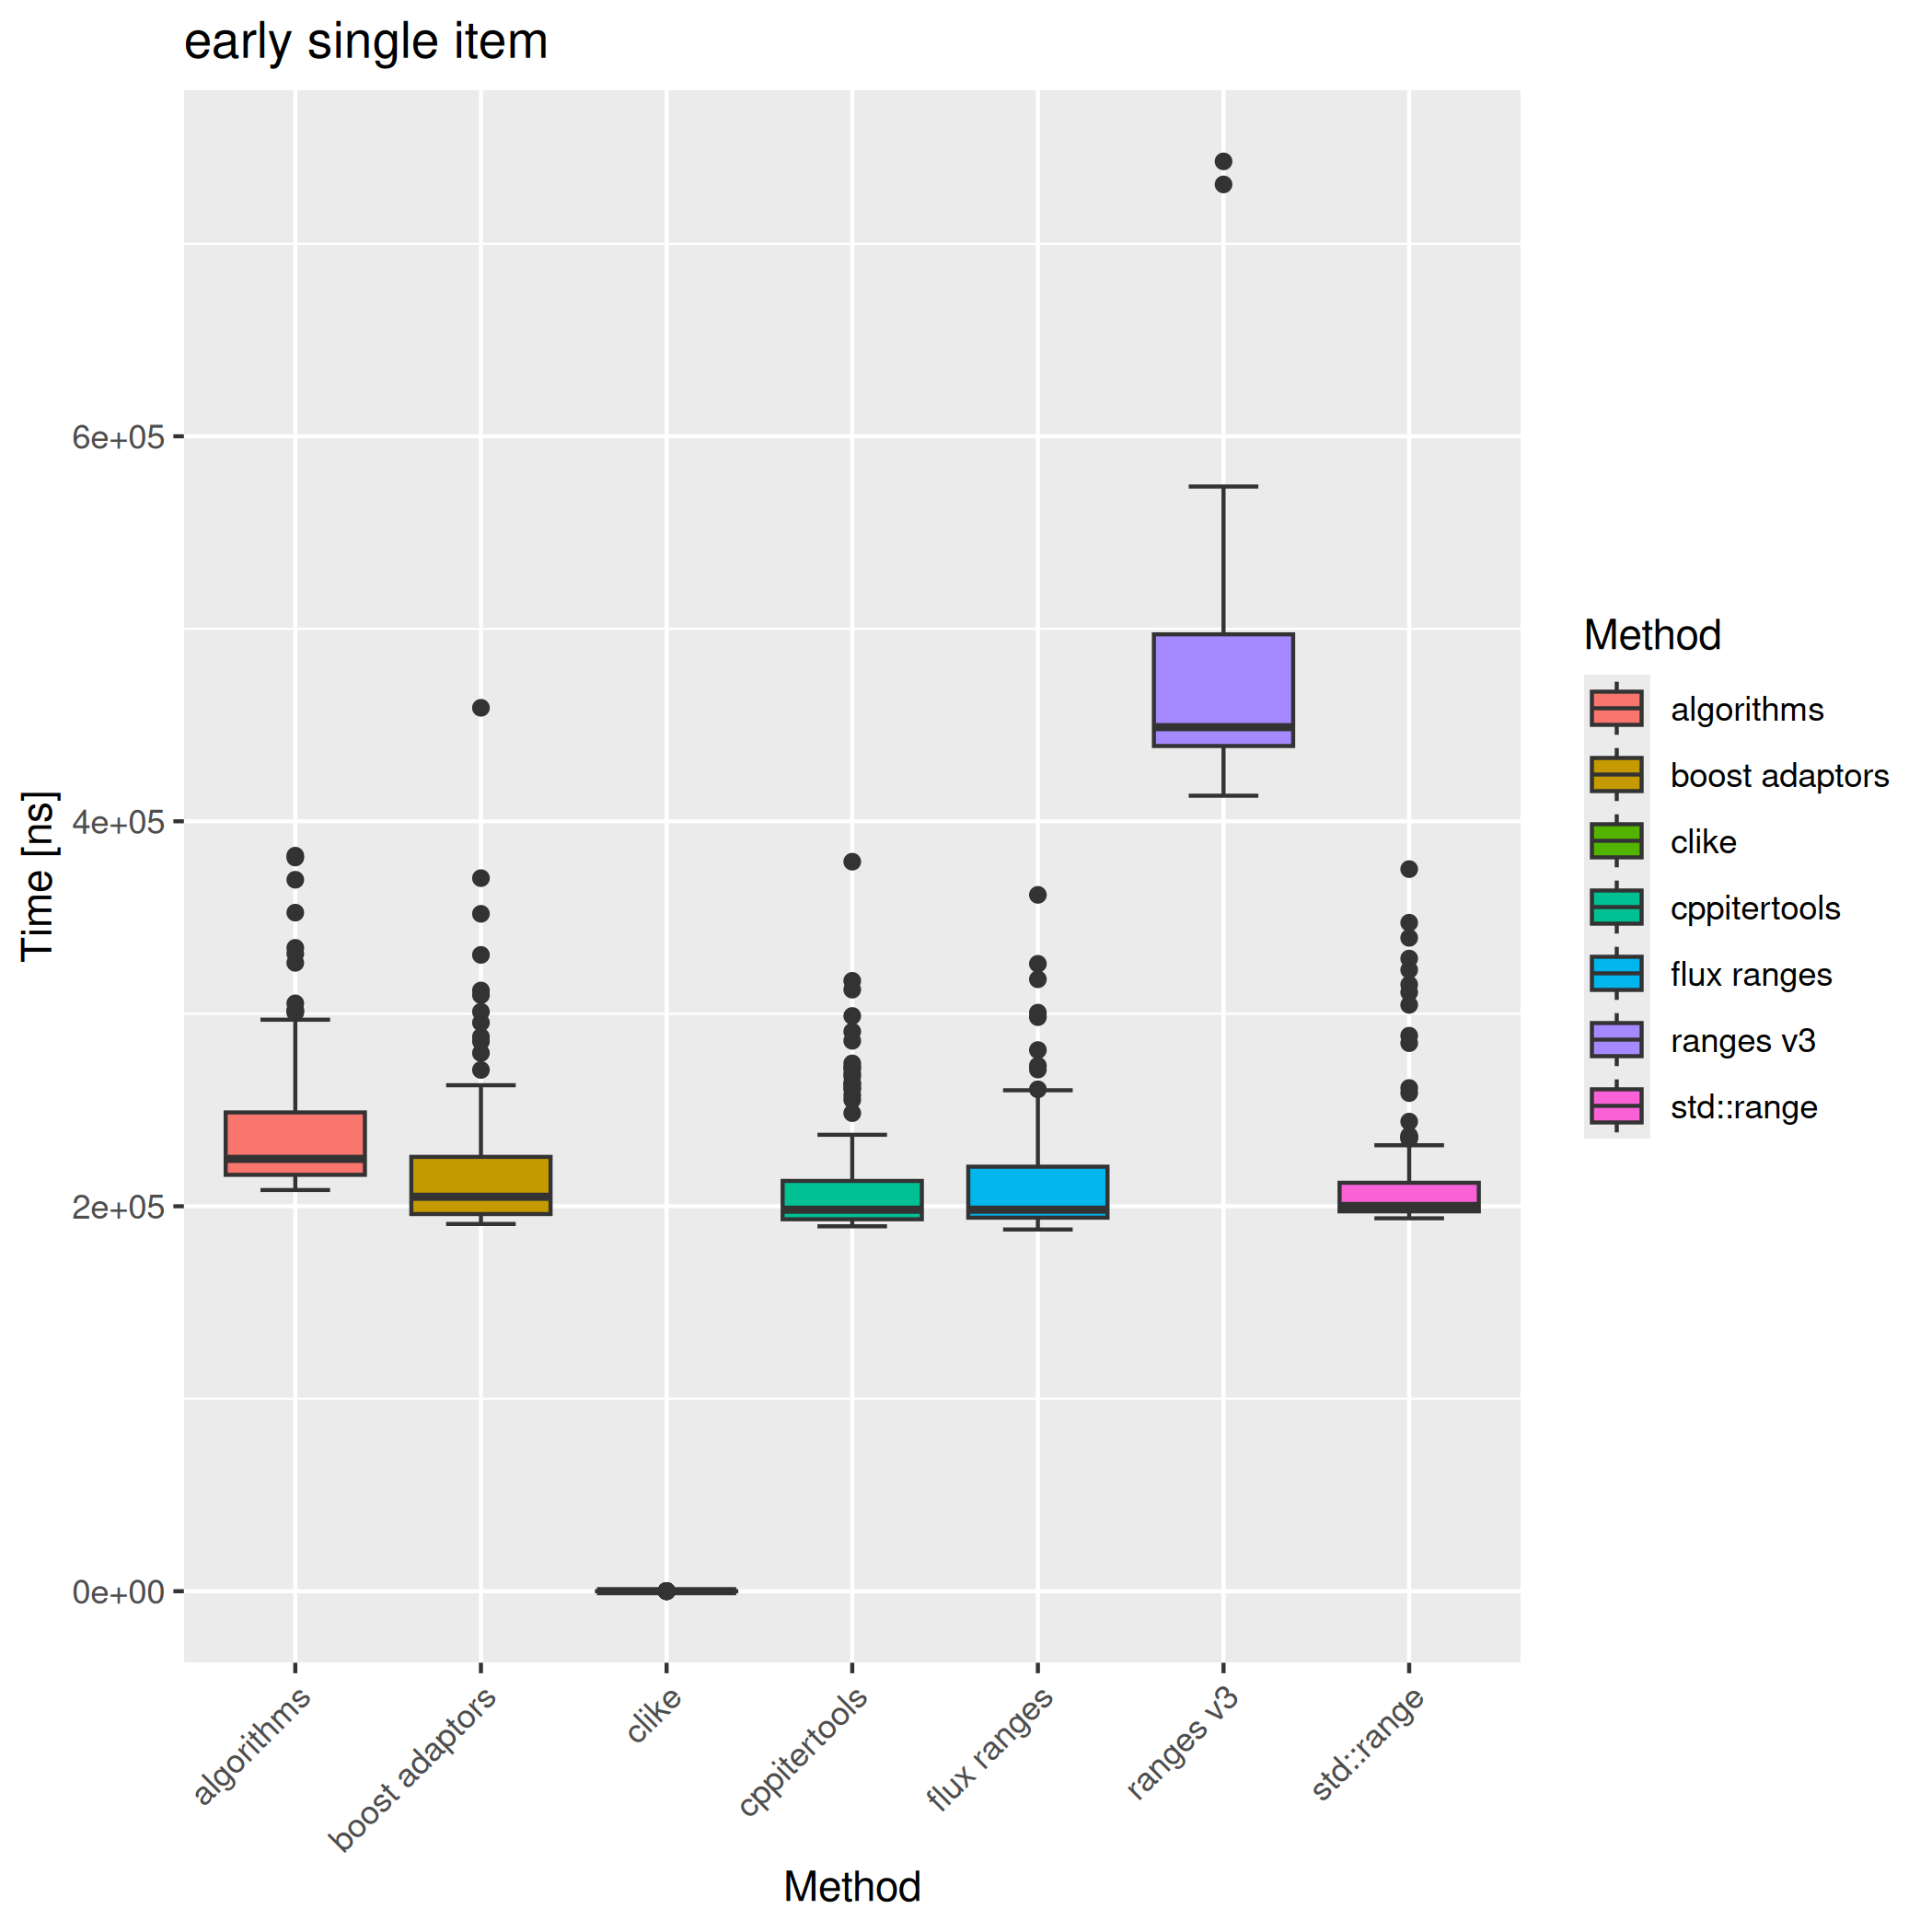 early single item
Time [ns]
6e+05
4e+05
2e+05
0e+00
algorithms
boost adaptors
clike
cppitertools
flux ranges
ranges v3
std::range
Method
Method
algorithms
boost adaptors
clike
cppitertools
flux ranges
ranges v3
std::range